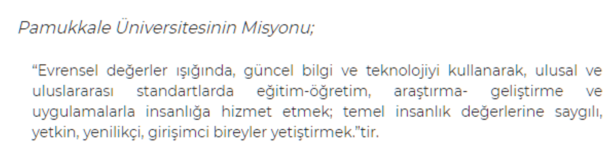 Pamukkale Üniversitesinin Misyonu;
“Evrensel değerler ışığında, güncel bilgi ve teknolojiyi kullanarak, ulusal ve
uluslararası standartlarda eğitim-öğretim, araştırma- geliştirme ve
uygulamalarla insanlığa hizmet etmek; temel insanlık değerlerine saygılı,
yetkin, yenilikçi, girişimci bireyler yetiştirmek.”tir.